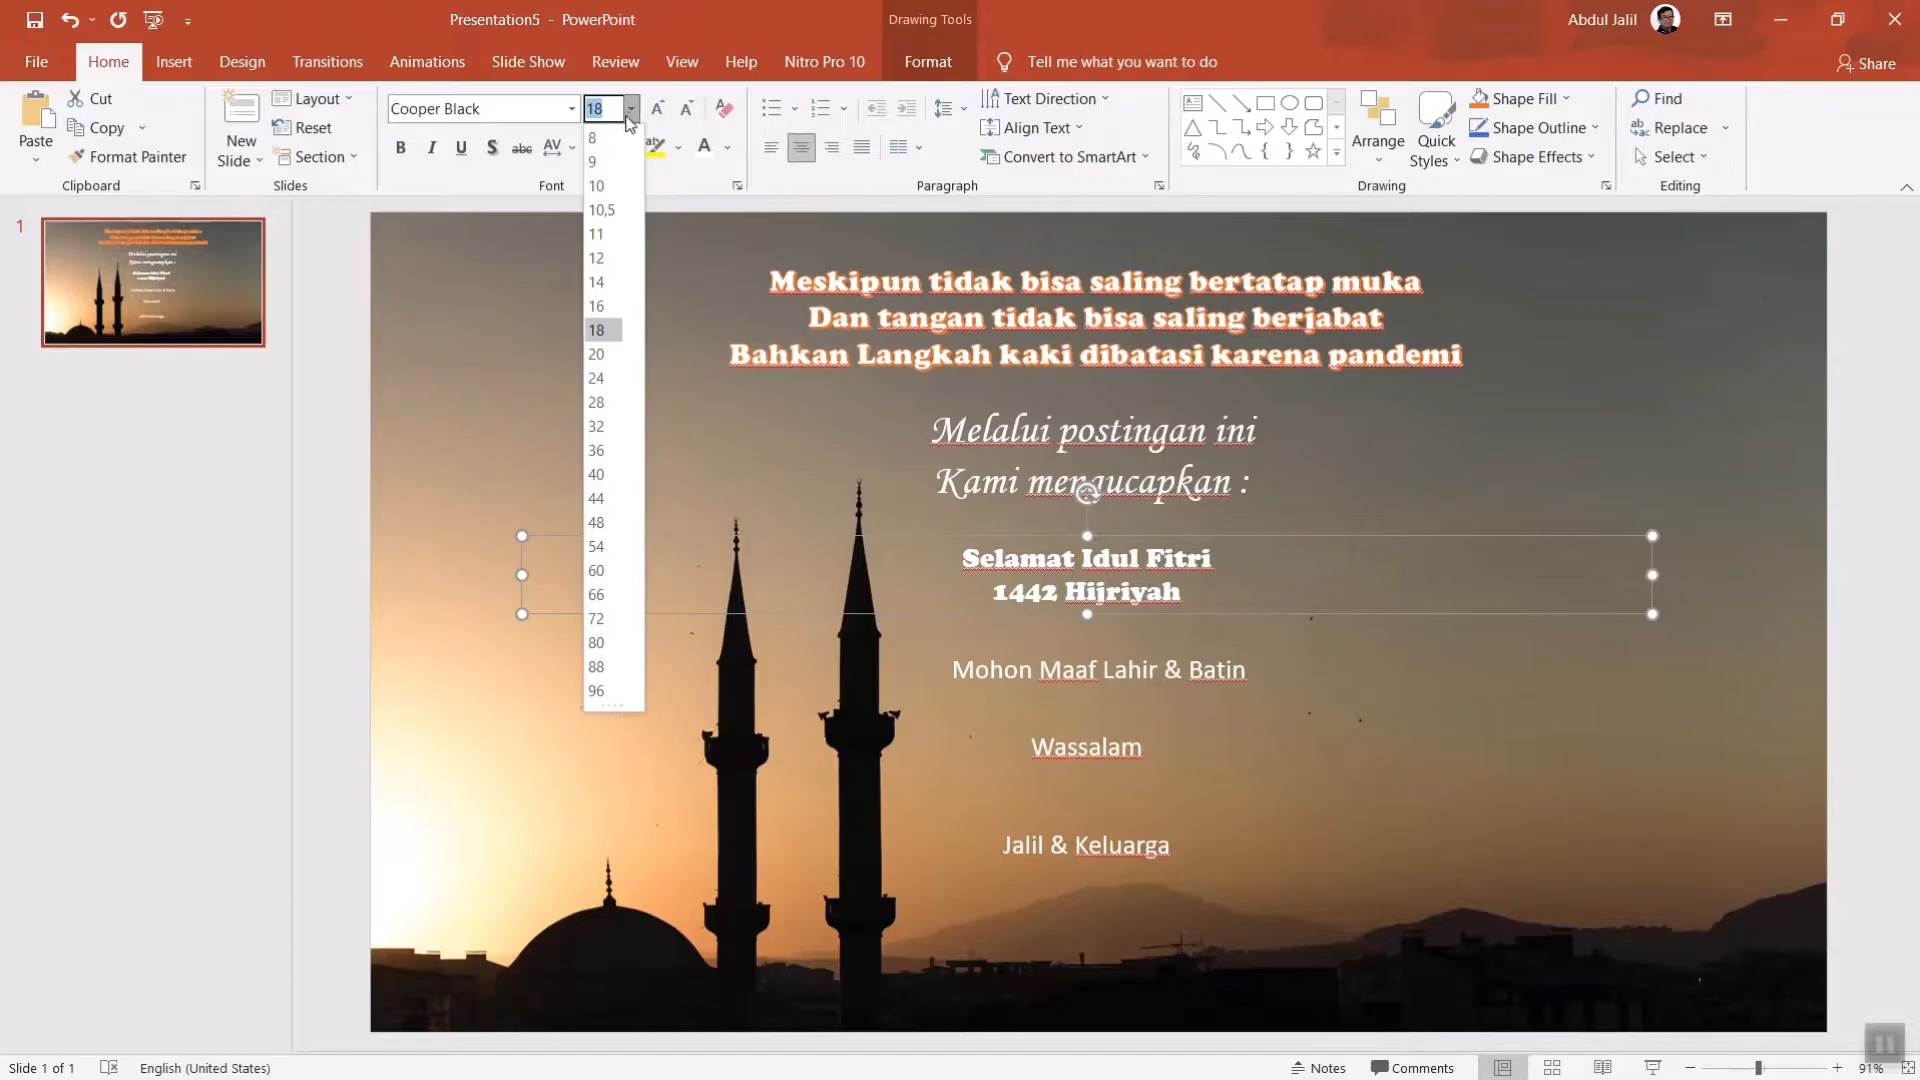 Presentation5 - PowerPoint
Drawing Tools
Abdul Jalil
File Home Insert Design Transitions Animations Slide Show Review View Help Nitro Pro 10 Format Tell me what you want to do Share
Paste
Cut
Copy
Format Painter
Clipboard
New Slide
Layout
Reset
Section
Slides
Cooper Black 18
B I U S abc AV A
Font
Text Direction
Align Text
Convert to SmartArt
Paragraph
Arrange
Quick Styles
Shape Fill
Shape Outline
Shape Effects
Drawing
Find
Replace
Select
Editing
8
9
10
10,5
11
12
14
16
18
20
24
28
32
36
40
44
48
54
60
66
72
80
88
96
1
Meskipun tidak bisa saling bertatap muka
Dan tangan tidak bisa saling berjabat
Bahkan Langkah kaki dibatasi karena pandemi
Melalui postingan ini
Kami mengucapkan :
Selamat Idul Fitri
1442 Hijriyah
Mohon Maaf Lahir & Batin
Wassalam
Jalil & Keluarga
Slide 1 of 1 English (United States) Notes Comments 91%